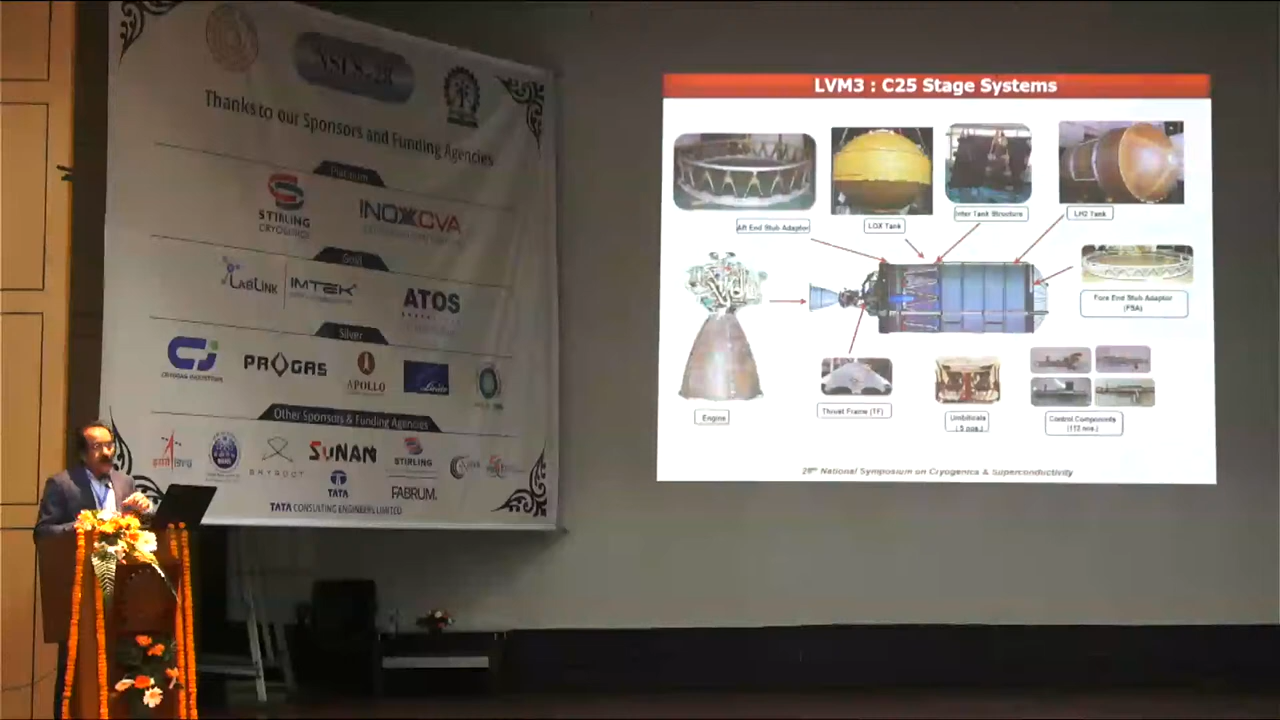 NSCS-28
Thanks to our Sponsors and Funding Agencies
Platinum
STIRLING
CRYOGENICS
INOXCVA
Gold
LABLINK
IMTEK
ATOS
Silver
CRYOGAS INDUSTRIES
PROGAS
APOLLO
Linde
Other Sponsors & Funding Agencies
SKYROOT
SUNAM
STIRLING
TATA
FABRUM.
TATA CONSULTING ENGINEERS LIMITED
LVM3 : C25 Stage Systems
Aft End Stub Adaptor
LOX Tank
Inter Tank Structure
LH2 Tank
Fore End Stub Adaptor
(FSA)
Engine
Thrust Frame (TF)
Umbilicals
(5 nos.)
Control Components
(112 nos.)
28th National Symposium on Cryogenics & Superconductivity